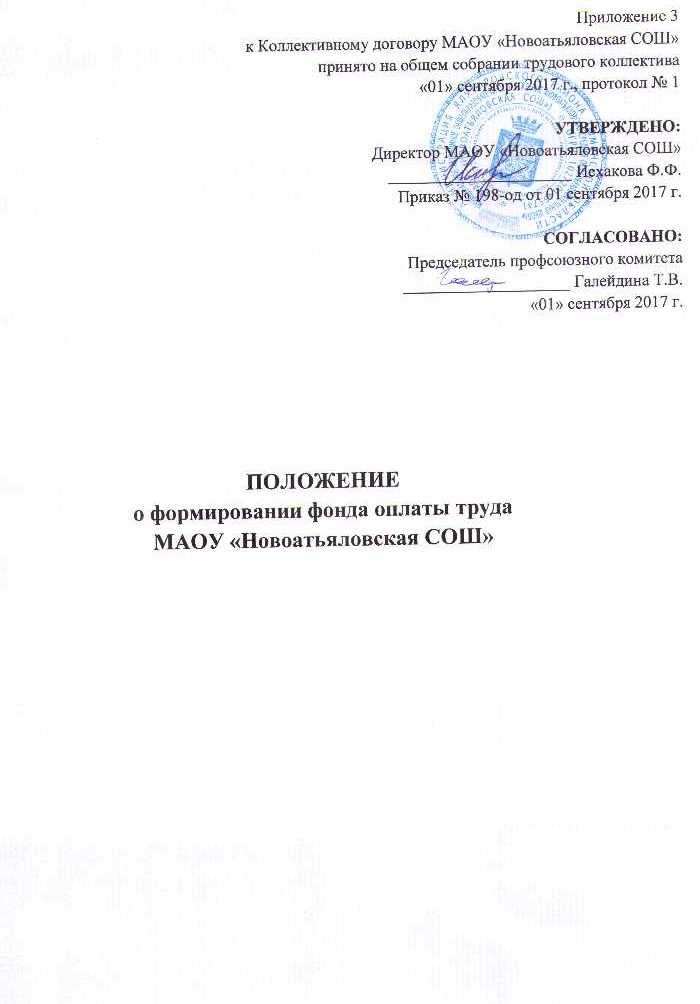 Приложение 3
к Коллективному договору МАОУ «Новоатьяловская СОШ»
принято на общем собрании трудового коллектива
«01» сентября 2017 г., протокол № 1
УТВЕРЖДЕНО:
Директор МАОУ «Новоатьяловская СОШ»
____________________ Исхакова Ф.Ф.
Приказ № 198-од от 01 сентября 2017 г.
СОГЛАСОВАНО:
Председатель профсоюзного комитета
____________________ Галейдина Т.В.
«01» сентября 2017 г.
ПОЛОЖЕНИЕ
о формировании фонда оплаты труда
МАОУ «Новоатьяловская СОШ»